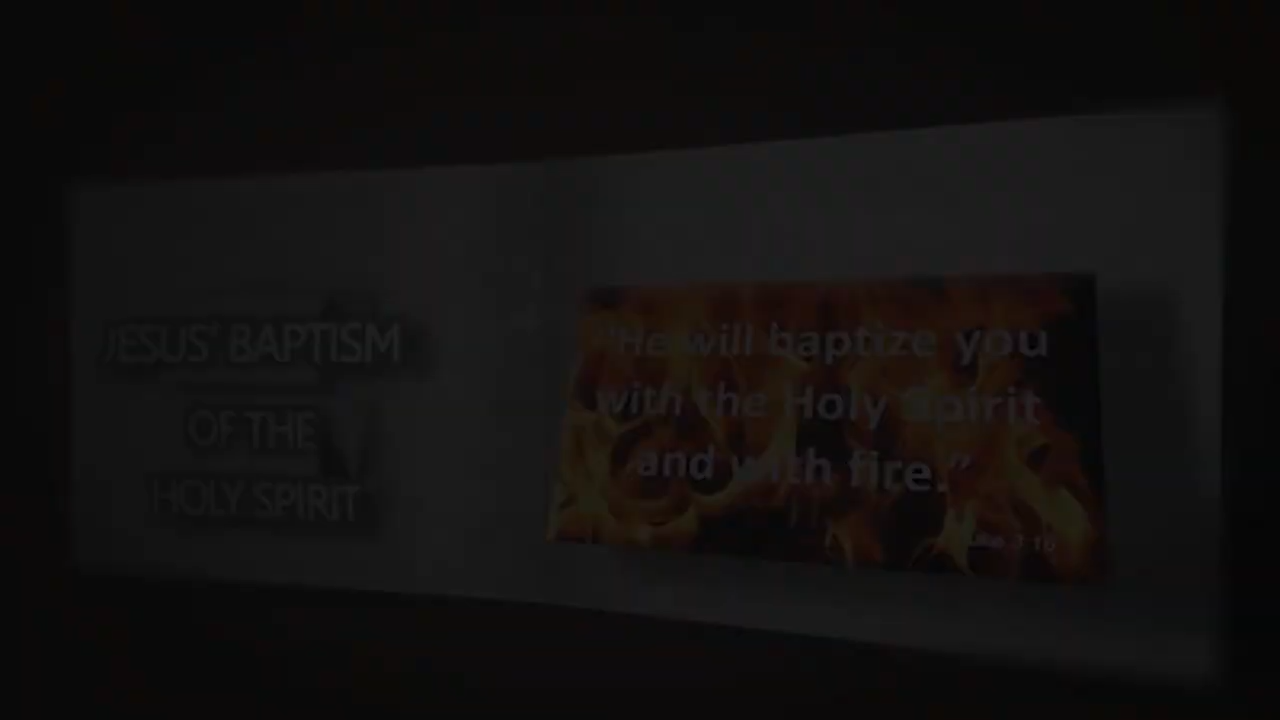 JESUS' BAPTISM
OF THE
HOLY SPIRIT
"He will baptize you
with the Holy Spirit
and with fire."